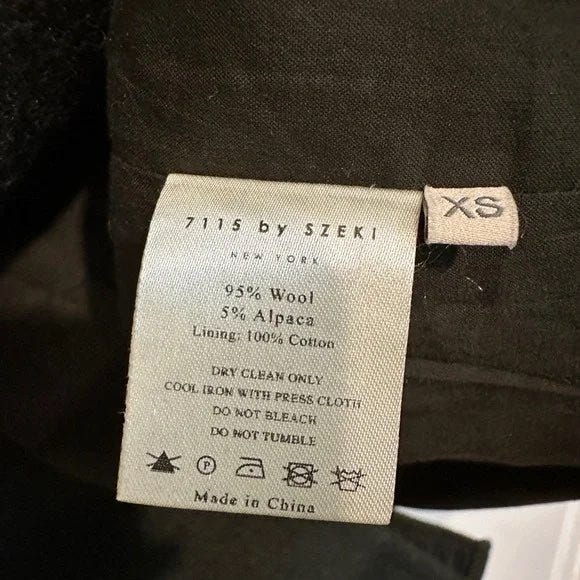 7115 by SZEKI
NEW YORK
XS
95% Wool
5% Alpaca
Lining: 100% Cotton
DRY CLEAN ONLY
COOL IRON WITH PRESS CLOTH
DO NOT BLEACH
DO NOT TUMBLE
P
Made in China